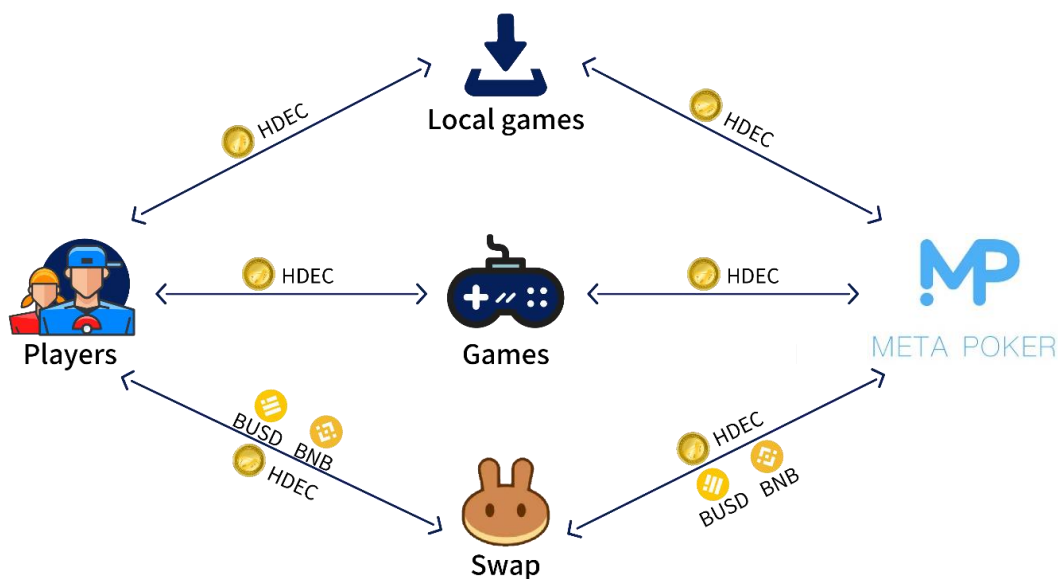 HDEC
Local games
HDEC
HDEC
HDEC
MP
META POKER
Players
Games
BUSD BNB
HDEC
HDEC
BUSD BNB
Swap